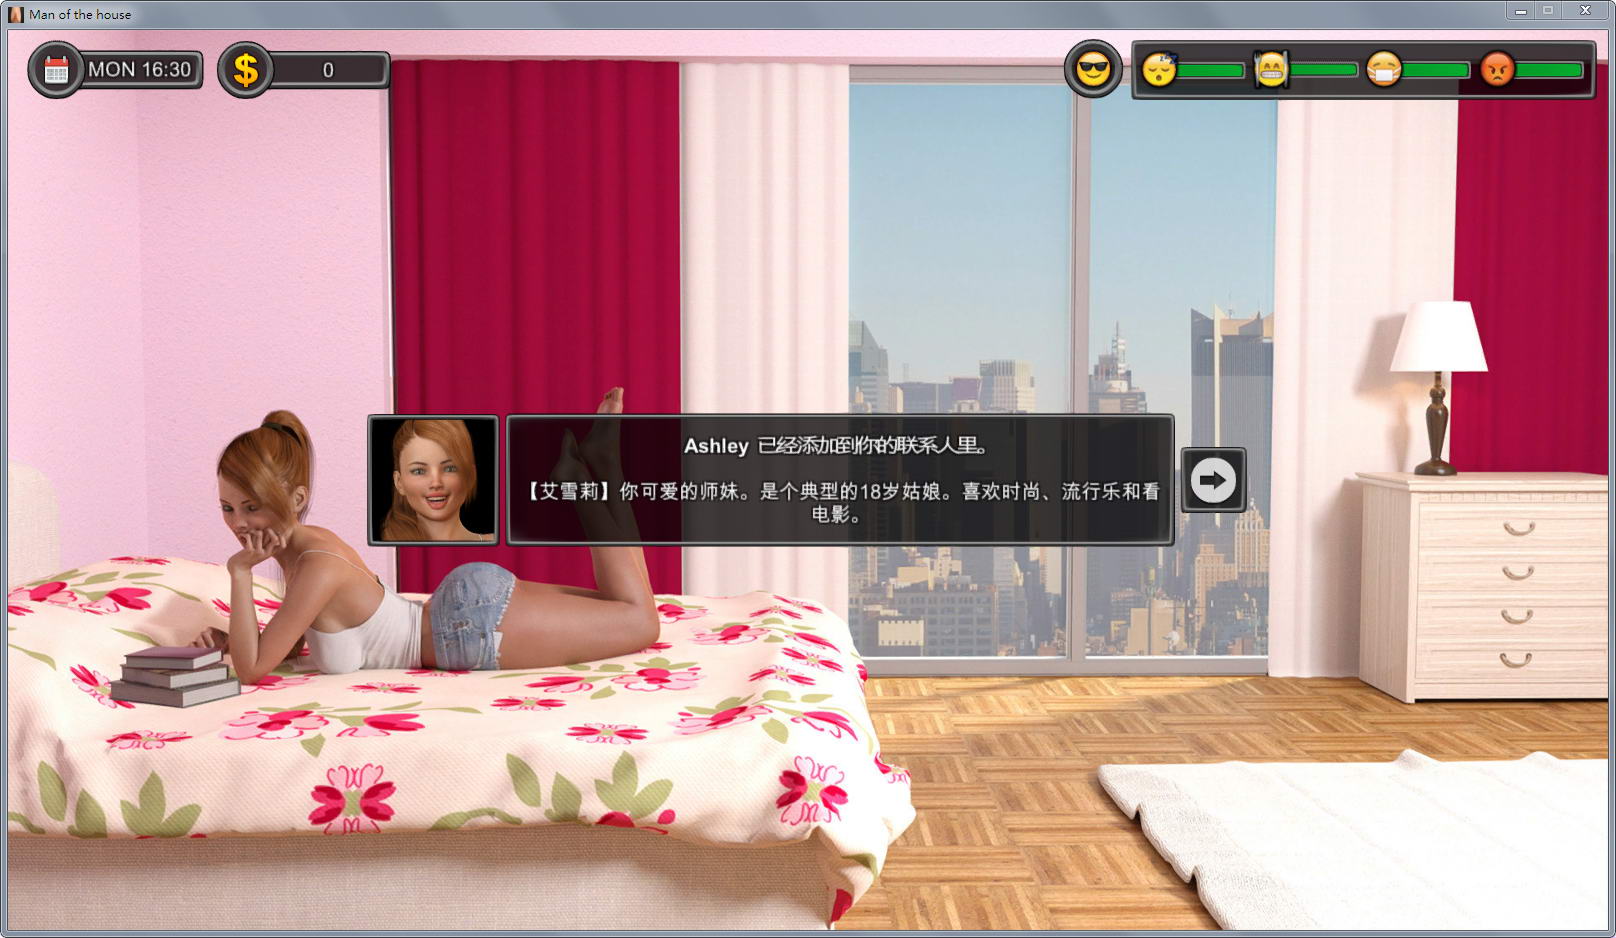 Man of the house
MON 16:30
0
Ashley 已经添加到你的联系人里。
【艾雪莉】你可爱的师妹。是个典型的18岁姑娘。喜欢时尚、流行乐和看
电影。